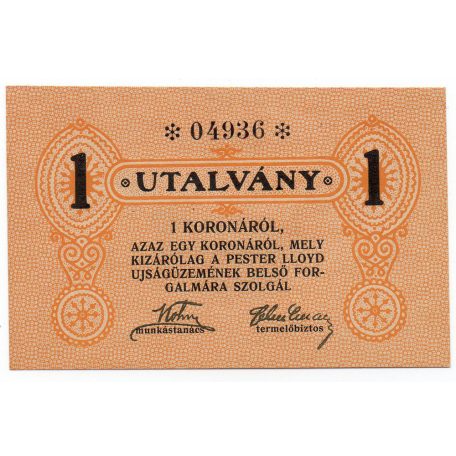 * 04936 *
1 UTALVÁNY 1
1 KORONÁRÓL,
AZAZ EGY KORONÁRÓL, MELY
KIZÁRÓLAG A PESTER LLOYD
UJSÁGÜZEMÉNEK BELSŐ FOR-
GALMÁRA SZOLGÁL
munkástanács termelőbiztos